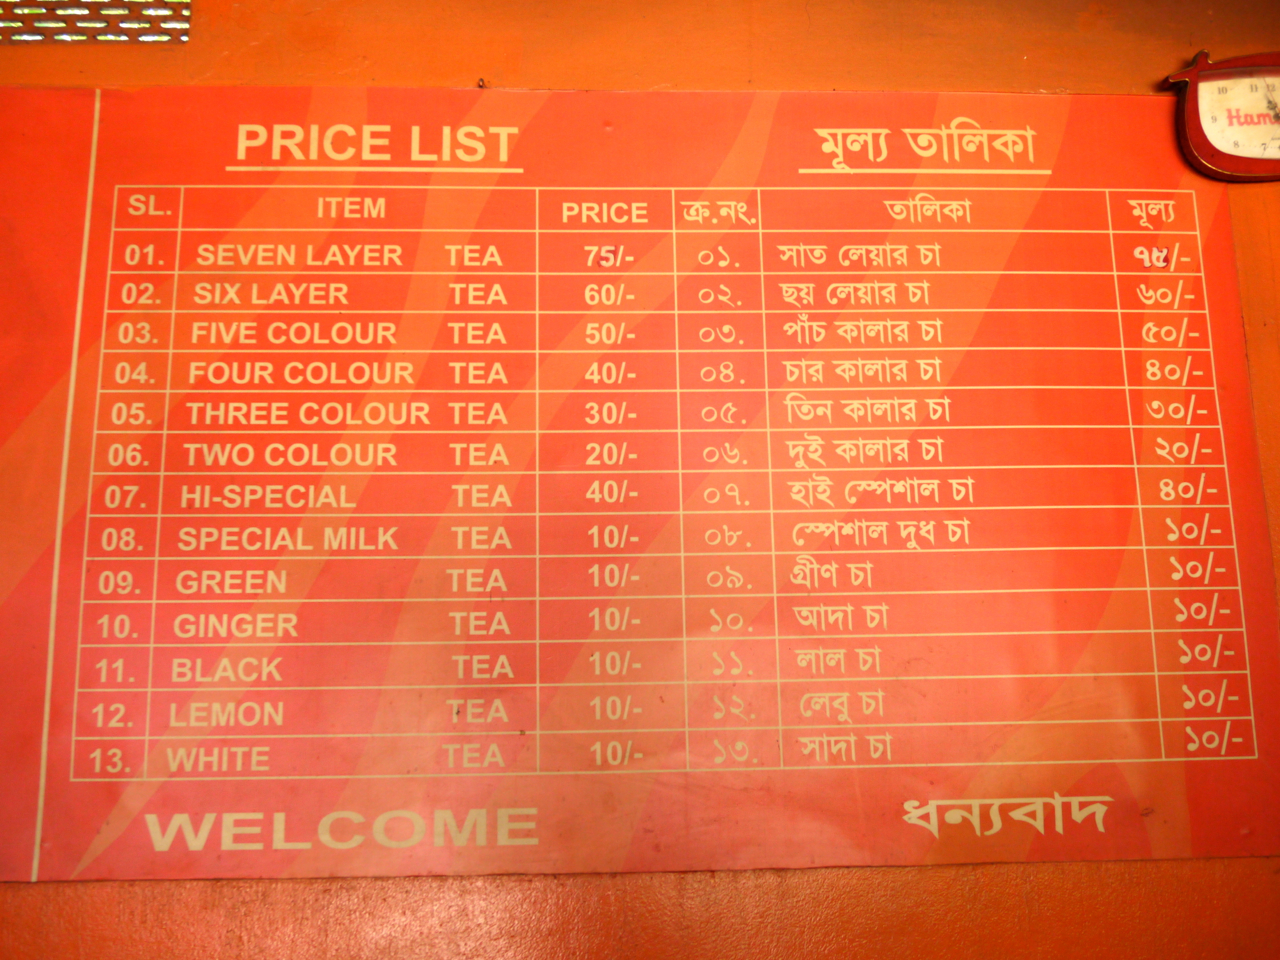 PRICE LIST মূল্য তালিকা
SL. ITEM PRICE ক্র.নং. তালিকা মূল্য
01. SEVEN LAYER TEA 75/- ০১. সাত লেয়ার চা ৭৫/-
02. SIX LAYER TEA 60/- ০২. ছয় লেয়ার চা ৬০/-
03. FIVE COLOUR TEA 50/- ০৩. পাঁচ কালার চা ৫০/-
04. FOUR COLOUR TEA 40/- ০৪. চার কালার চা ৪০/-
05. THREE COLOUR TEA 30/- ০৫. তিন কালার চা ৩০/-
06. TWO COLOUR TEA 20/- ০৬. দুই কালার চা ২০/-
07. HI-SPECIAL TEA 40/- ০৭. হাই স্পেশাল চা ৪০/-
08. SPECIAL MILK TEA 10/- ০৮. স্পেশাল দুধ চা ১০/-
09. GREEN TEA 10/- ০৯. গ্রীণ চা ১০/-
10. GINGER TEA 10/- ১০. আদা চা ১০/-
11. BLACK TEA 10/- ১১. লাল চা ১০/-
12. LEMON TEA 10/- ১২. লেবু চা ১০/-
13. WHITE TEA 10/- ১৩. সাদা চা ১০/-
WELCOME ধন্যবাদ